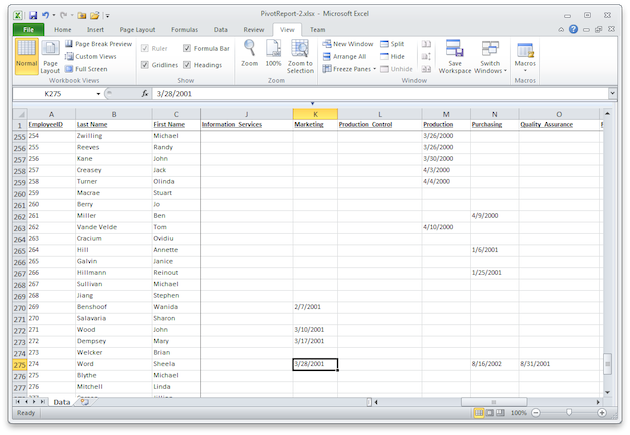 PivotReport-2.xlsx - Microsoft Excel
File Home Insert Page Layout Formulas Data Review View Team
Normal Page Layout Page Break Preview Custom Views Full Screen
Workbook Views
Ruler Formula Bar Gridlines Headings
Show
Zoom 100% Zoom to Selection
Zoom
New Window Arrange All Freeze Panes Split Hide Unhide Save Workspace Switch Windows
Window
Macros
Macros
K275 fx 3/28/2001
A B C J K L M N O
1 EmployeeID Last Name First Name Information Services Marketing Production Control Production Purchasing Quality Assurance
255 254 Zwilling Michael 3/26/2000
256 255 Reeves Randy 3/26/2000
257 256 Kane John 3/30/2000
258 257 Creasey Jack 4/3/2000
259 258 Turner Olinda 4/4/2000
260 259 Macrae Stuart
261 260 Berry Jo
262 261 Miller Ben 4/9/2000
263 262 Vande Velde Tom 4/10/2000
264 263 Cracium Ovidiu
265 264 Hill Annette 1/6/2001
266 265 Galvin Janice
267 266 Hillmann Reinout 1/25/2001
268 267 Sullivan Michael
269 268 Jiang Stephen
270 269 Benshoof Wanida 2/7/2001
271 270 Salavaria Sharon
272 271 Wood John 3/10/2001
273 272 Dempsey Mary 3/17/2001
274 273 Welcker Brian
275 274 Word Sheela 3/28/2001 8/16/2002 8/31/2001
276 275 Blythe Michael
277 276 Mitchell Linda
Data
Ready 100%